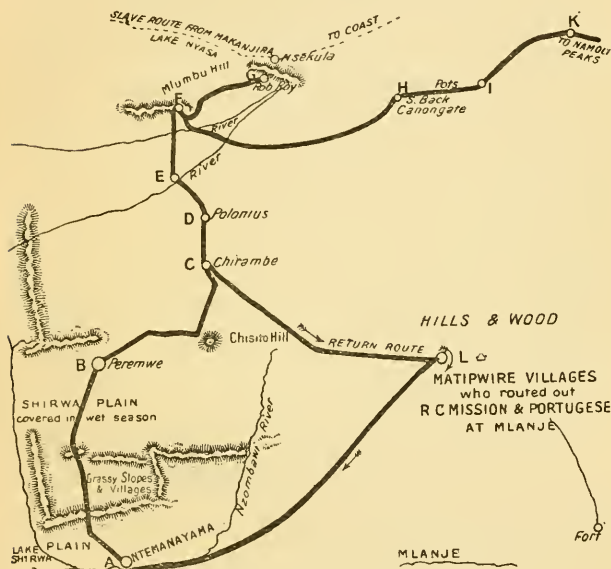 SLAVE ROUTE FROM MAKANJIRA
LAKE NYASA
TO COAST
Nsekula
Mlumbu Hill
G
Rob Roy
F
River
K
TO NAMOLI
PEAKS
H
Pots
I
S. Back
Canongate
E
River
D
Polonius
C
Chirambe
Chisito Hill
RETURN ROUTE
HILLS & WOOD
L
B
Peremwe
MATIPWIRE VILLAGES
who routed out
R C MISSION & PORTUGESE
AT MLANJE
SHIRWA PLAIN
covered in wet season
Grassy Slopes
& Villages
Nzombawi River
LAKE
SHIRWA
PLAIN
A
NTEMANAYAMA
Fort
MLANJE